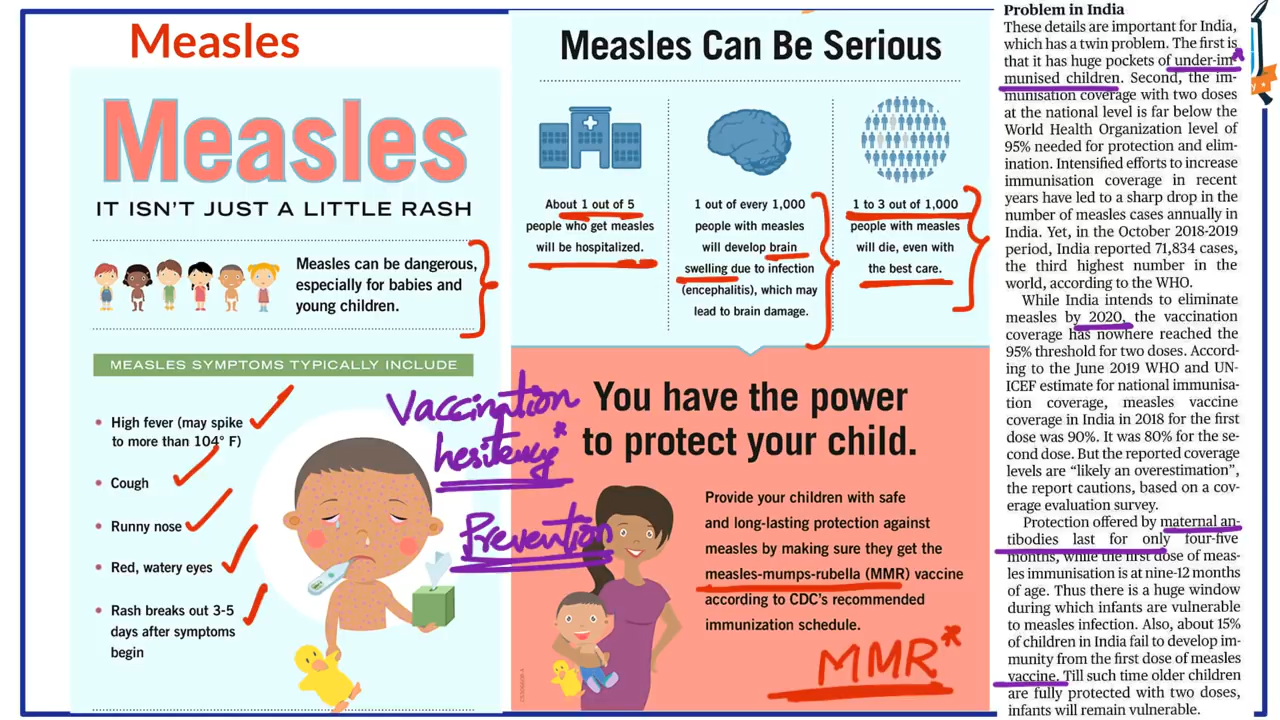 Measles
Measles
IT ISN'T JUST A LITTLE RASH
Measles can be dangerous,
especially for babies and
young children.
MEASLES SYMPTOMS TYPICALLY INCLUDE
• High fever (may spike
to more than 104° F)
• Cough
• Runny nose
• Red, watery eyes
• Rash breaks out 3-5
days after symptoms
begin
Vaccination
hesitency*
Prevention
Measles Can Be Serious
About 1 out of 5
people who get measles
will be hospitalized.
1 out of every 1,000
people with measles
will develop brain
swelling due to infection
(encephalitis), which may
lead to brain damage.
1 to 3 out of 1,000
people with measles
will die, even with
the best care.
You have the power
to protect your child.
Provide your children with safe
and long-lasting protection against
measles by making sure they get the
measles-mumps-rubella (MMR) vaccine
according to CDC's recommended
immunization schedule.
MMR*
Problem in India
These details are important for India,
which has a twin problem. The first is
that it has huge pockets of under-im-
munised children. Second, the im-
munisation coverage with two doses
at the national level is far below the
World Health Organization level of
95% needed for protection and elim-
ination. Intensified efforts to increase
immunisation coverage in recent
years have led to a sharp drop in the
number of measles cases annually in
India. Yet, in the October 2018-2019
period, India reported 71,834 cases,
the third highest number in the
world, according to the WHO.
While India intends to eliminate
measles by 2020, the vaccination
coverage has nowhere reached the
95% threshold for two doses. Accord-
ing to the June 2019 WHO and UN-
ICEF estimate for national immunisa-
tion coverage, measles vaccine
coverage in India in 2018 for the first
dose was 90%. It was 80% for the se-
cond dose. But the reported coverage
levels are "likely an overestimation",
the report cautions, based on a cov-
erage evaluation survey.
Protection offered by maternal an-
tibodies last for only four-five
months, while the first dose of meas-
les immunisation is at nine-12 months
of age. Thus there is a huge window
during which infants are vulnerable
to measles infection. Also, about 15%
of children in India fail to develop im-
munity from the first dose of measles
vaccine. Till such time older children
are fully protected with two doses,
infants will remain vulnerable.